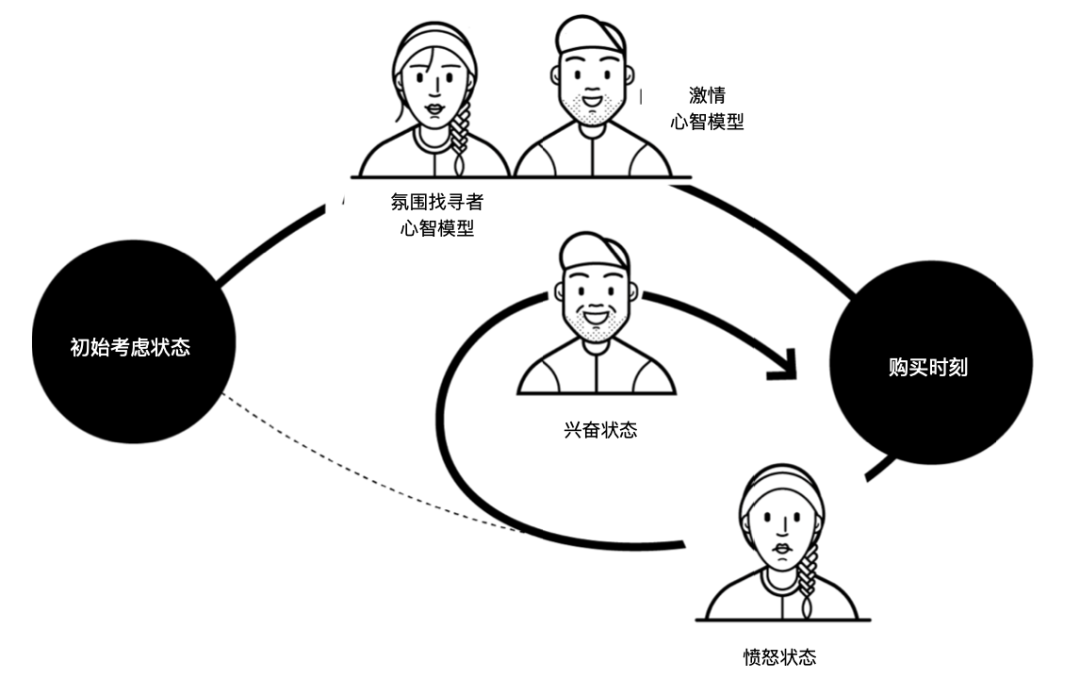 激情
心智模型
氛围找寻者
心智模型
初始考虑状态
购买时刻
兴奋状态
愤怒状态